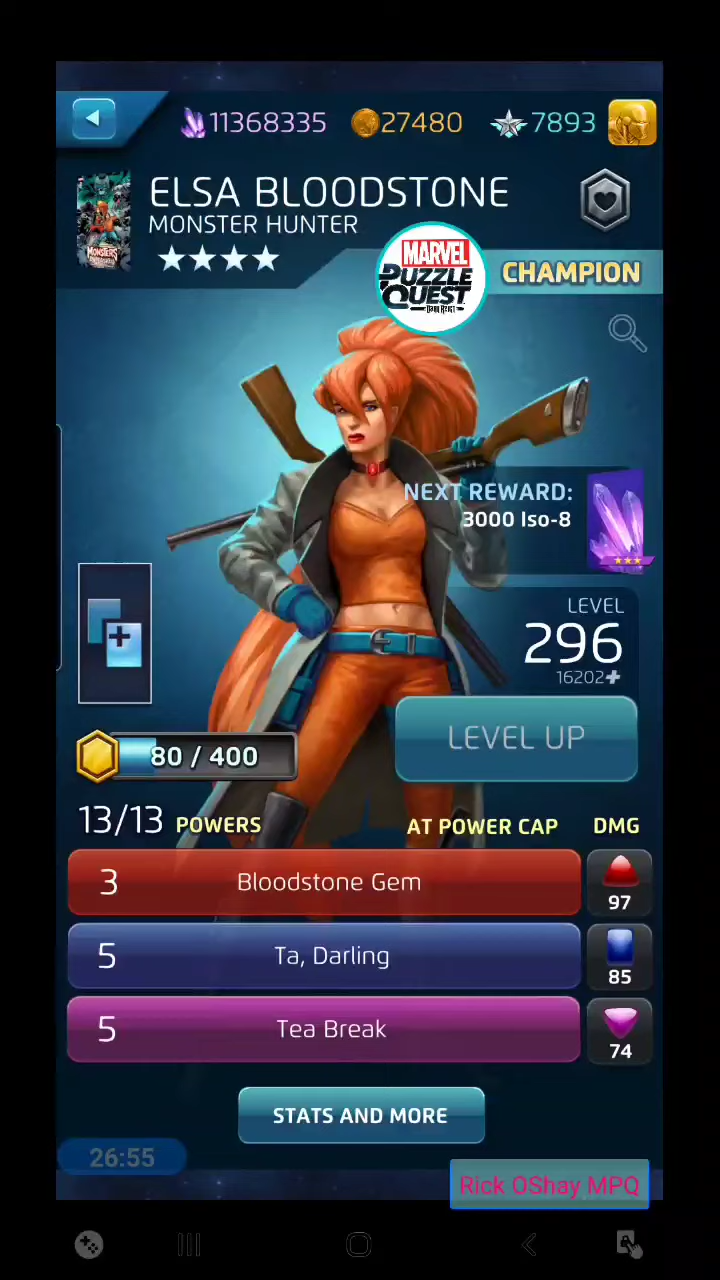 11368335 27480 7893
ELSA BLOODSTONE
MONSTER HUNTER
MONSTERS
MARVEL
PUZZLE
QUEST
CHAMPION
NEXT REWARD:
3000 Iso-8
LEVEL
296
16202+
80 / 400
LEVEL UP
13/13 POWERS AT POWER CAP DMG
3 Bloodstone Gem 97
5 Ta, Darling 85
5 Tea Break 74
STATS AND MORE
26:55
Rick OShay MPQ